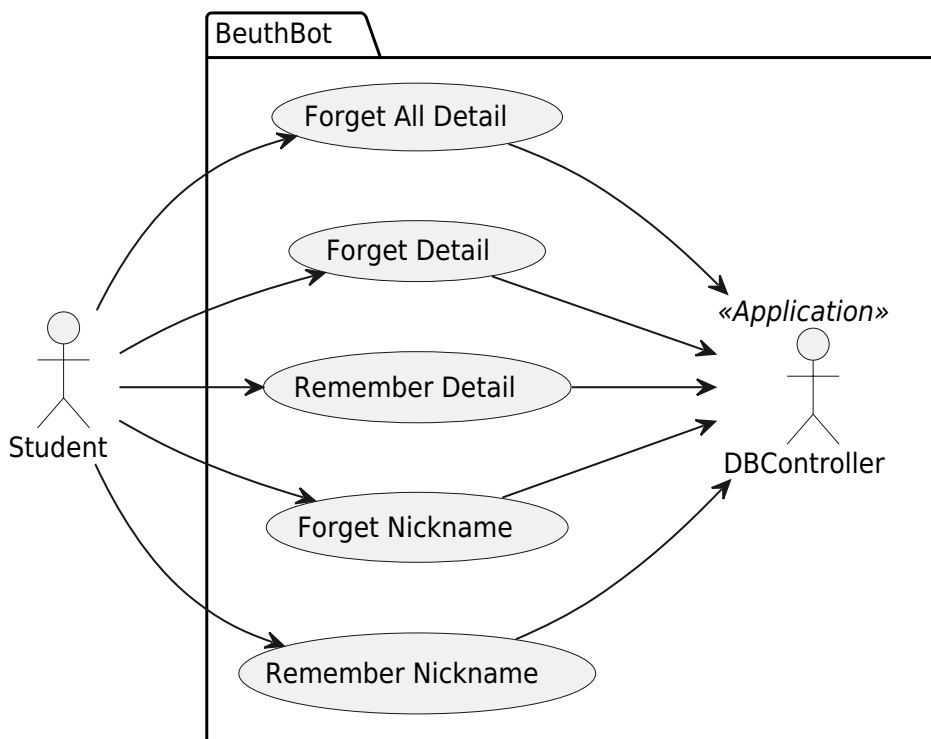 BeuthBot
Forget All Detail
Forget Detail
«Application»
Remember Detail
Student
DBController
Forget Nickname
Remember Nickname